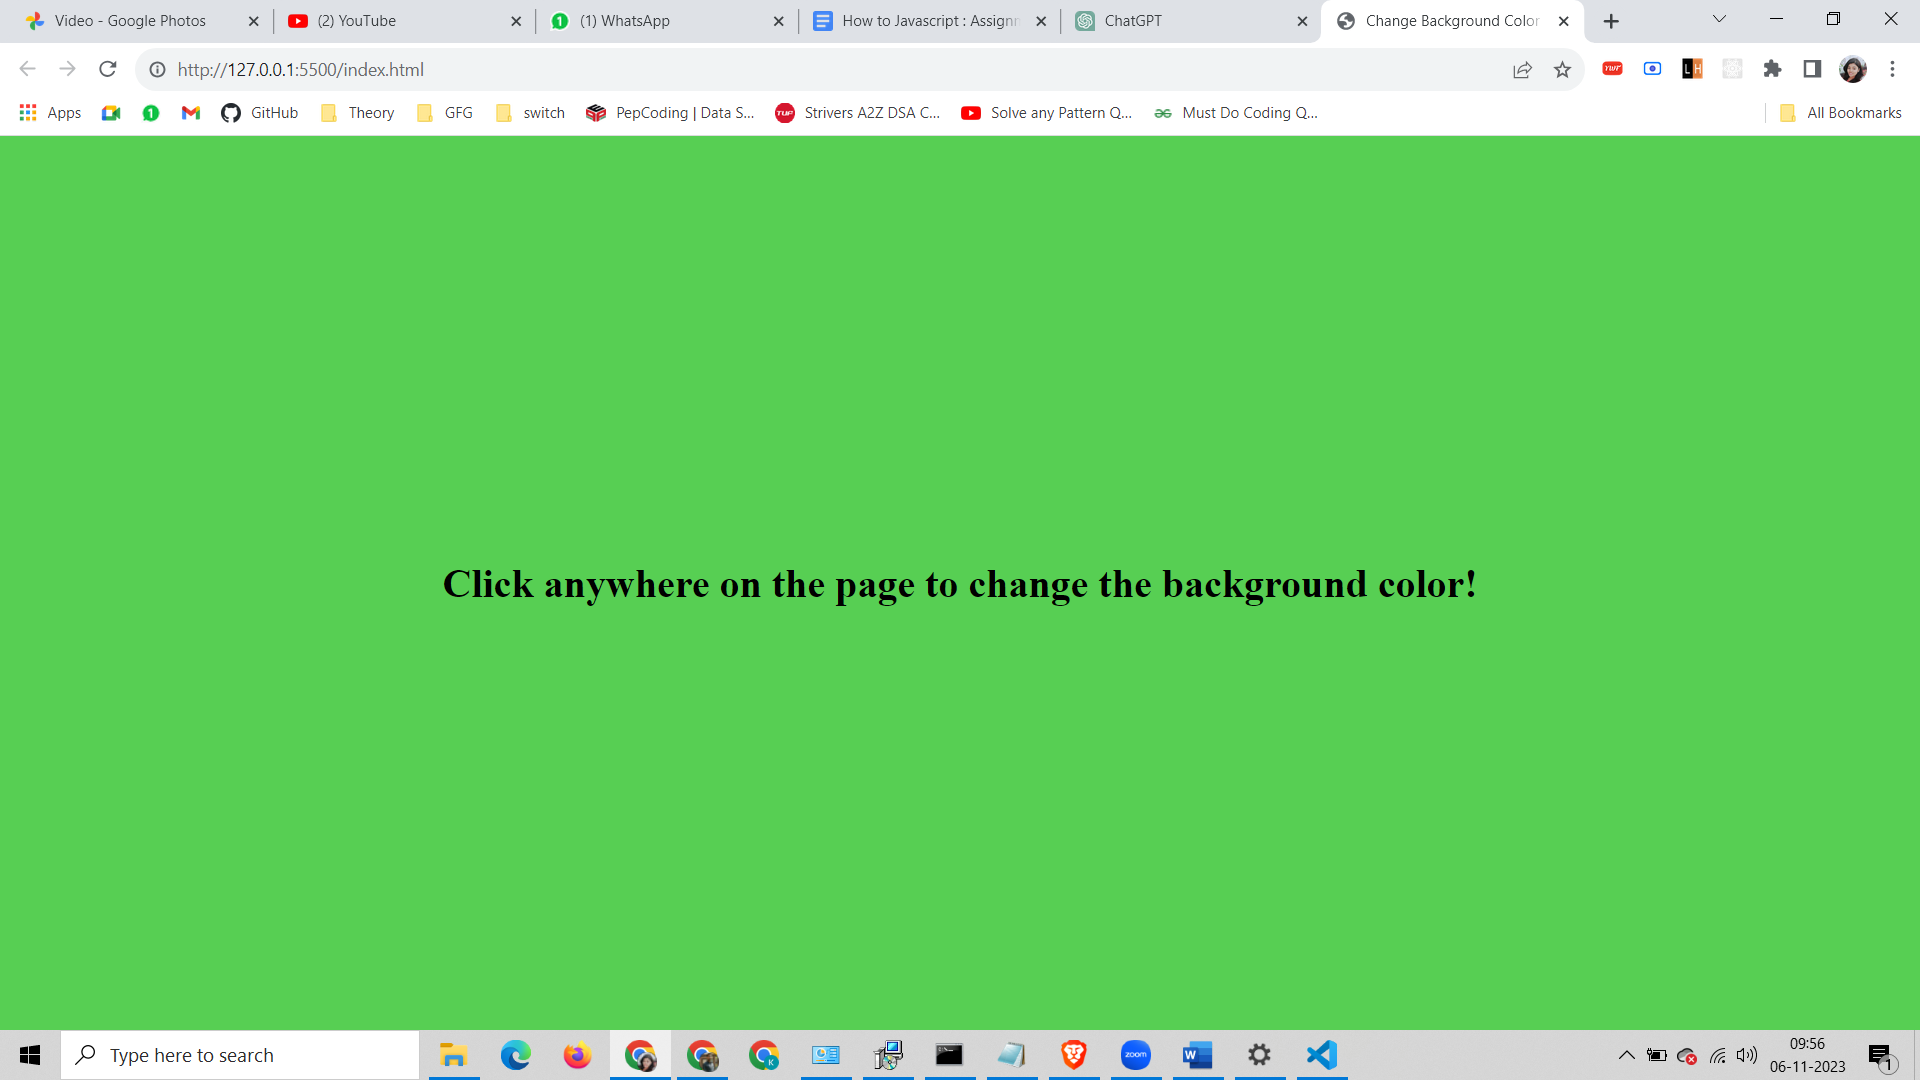 Video - Google Photos
(2) YouTube
(1) WhatsApp
How to Javascript : Assignm
ChatGPT
Change Background Color
http://127.0.0.1:5500/index.html
Apps
GitHub
Theory
GFG
switch
PepCoding | Data S...
Strivers A2Z DSA C...
Solve any Pattern Q...
Must Do Coding Q...
All Bookmarks
Click anywhere on the page to change the background color!
Type here to search
zoom
09:56
06-11-2023
1